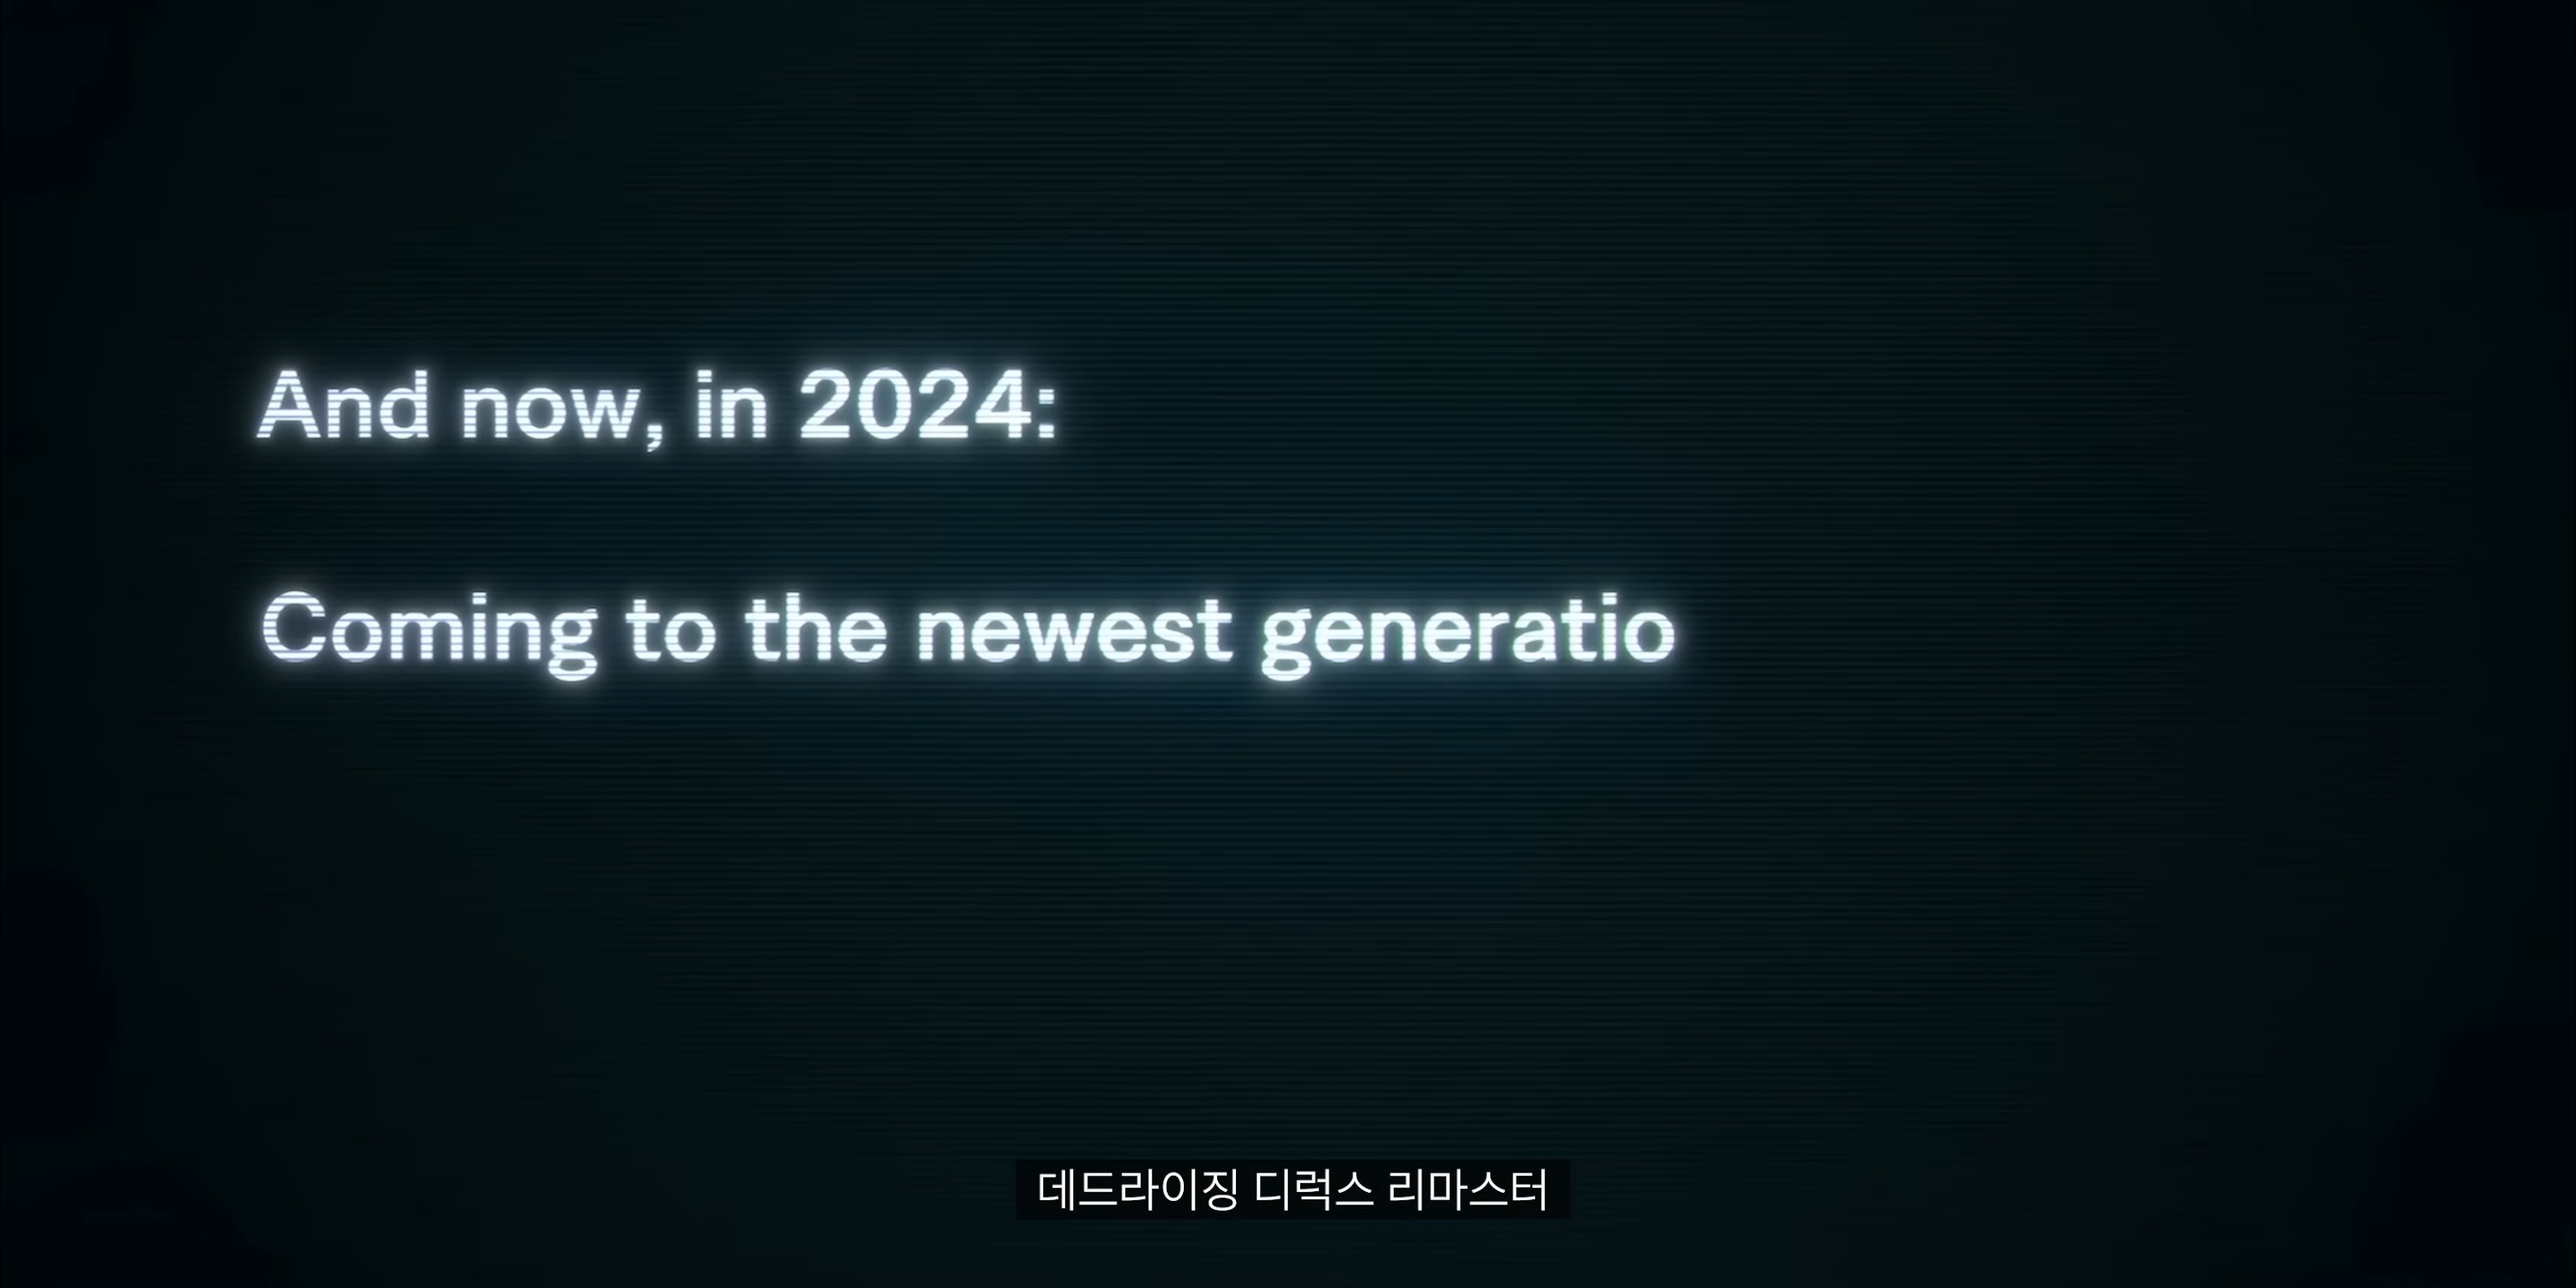 And now, in 2024:
Coming to the newest generatio
데드라이징 디럭스 리마스터